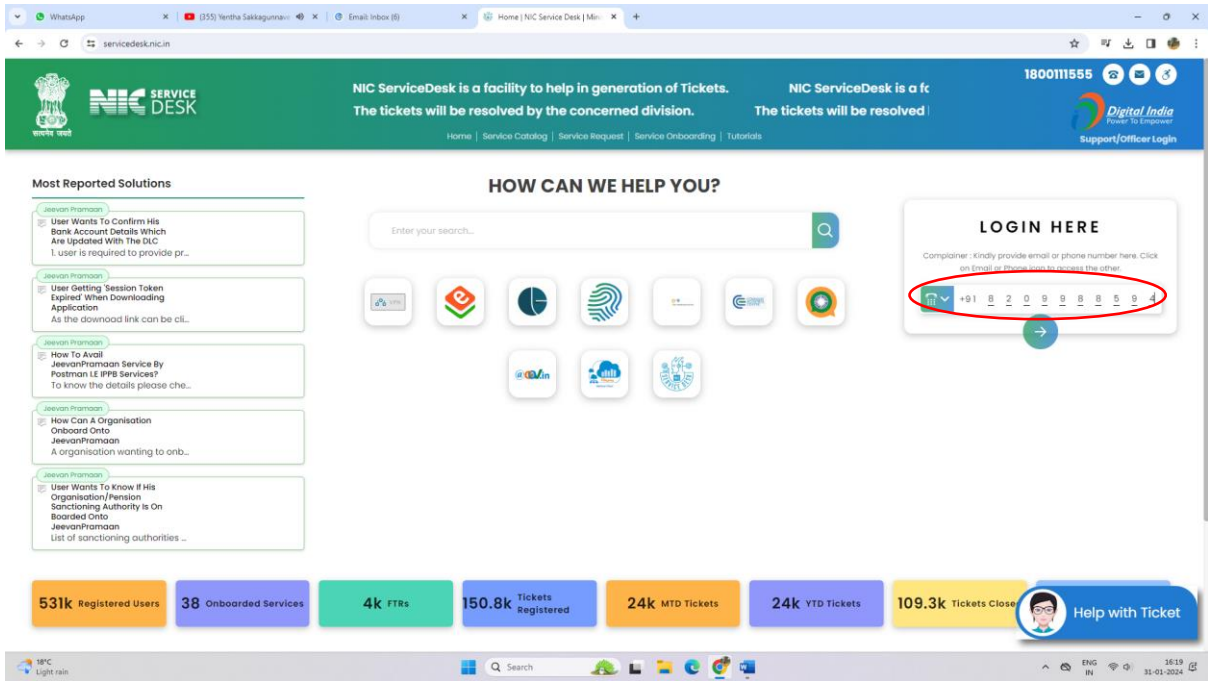 WhatsApp
(355) Yentha Sakkagunnav
Email: Inbox (6)
Home | NIC Service Desk | Min
servicedesk.nic.in
सत्यमेव जयते
NIC SERVICE DESK
NIC ServiceDesk is a facility to help in generation of Tickets. NIC ServiceDesk is a fc
The tickets will be resolved by the concerned division. The tickets will be resolved
Home | Service Catalog | Service Request | Service Onboarding | Tutorials
1800111555
Digital India
Power To Empower
Support/Officer Login
Most Reported Solutions
Jeevan Pramaan
User Wants To Confirm His
Bank Account Details Which
Are Updated With The DLC
1. user is required to provide pr...
Jeevan Pramaan
User Getting 'Session Token
Expired' When Downloading
Application
As the downoad link can be cli...
Jeevan Pramaan
How To Avail
JeevanPramaan Service By
Postman I.E IPPB Services?
To know the details please che...
Jeevan Pramaan
How Can A Organisation
Onboard Onto
JeevanPramaan
A organisation wanting to onb...
Jeevan Pramaan
User Wants To Know If His
Organisation/Pension
Sanctioning Authority Is On
Boarded Onto
JeevanPramaan
List of sanctioning authorities ...
HOW CAN WE HELP YOU?
Enter your search...
VPN
LOGIN HERE
Complainer : Kindly provide email or phone number here. Click
on Email or Phone icon to access the other.
+91 8 2 0 9 9 8 8 5 9 4
531k Registered Users
38 Onboarded Services
4k FTRs
150.8k Tickets Registered
24k MTD Tickets
24k YTD Tickets
109.3k Tickets Close
Help with Ticket
18°C
Light rain
Search
ENG
IN
16:19
31-01-2024